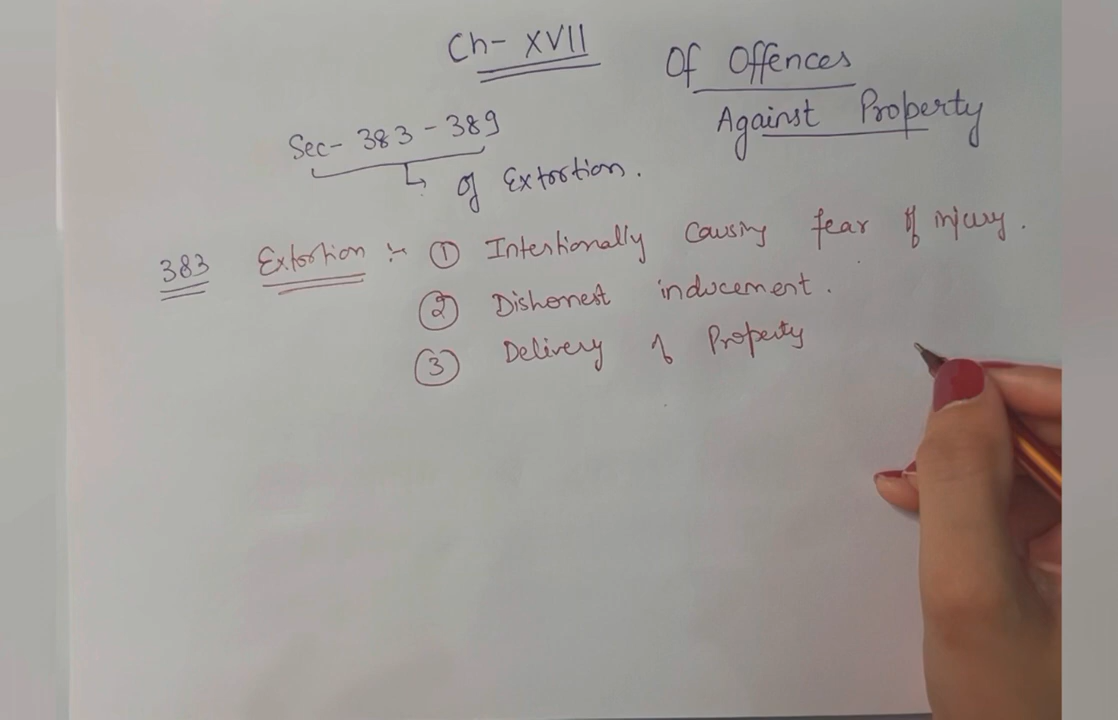 Ch- XVII
Of Offences
Against Property
Sec- 383 - 389
↳ of Extortion.
383 Extortion :- ① Intentionally causing fear of injury.
② Dishonest inducement.
③ Delivery of Property